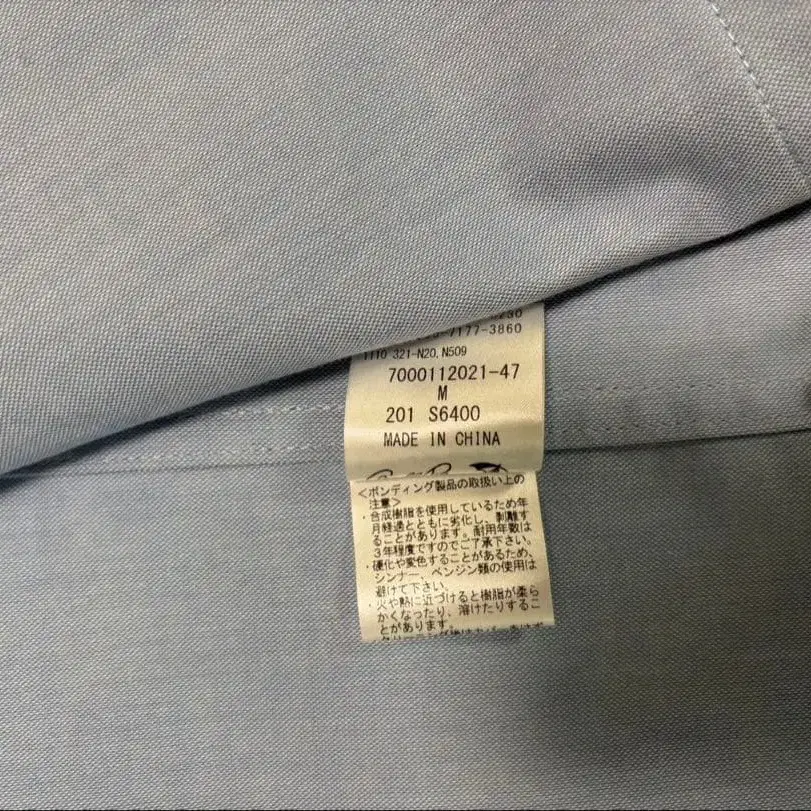 -7177-3860
1110 321-N20, N509
7000112021-47
M
201 S6400
MADE IN CHINA
<ボンディング製品の取扱い上の
注意>
・合成樹脂を使用しているため年
月経過とともに劣化し、剥離す
ることがあります。耐用年数は
3年程度ですのでご了承下さい。
・硬化や変色することがあるため、
シンナー、ベンジン類の使用は
避けて下さい。
・火や熱に近づけると樹脂が柔ら
かくなったり、溶けたりするこ
とがあります。